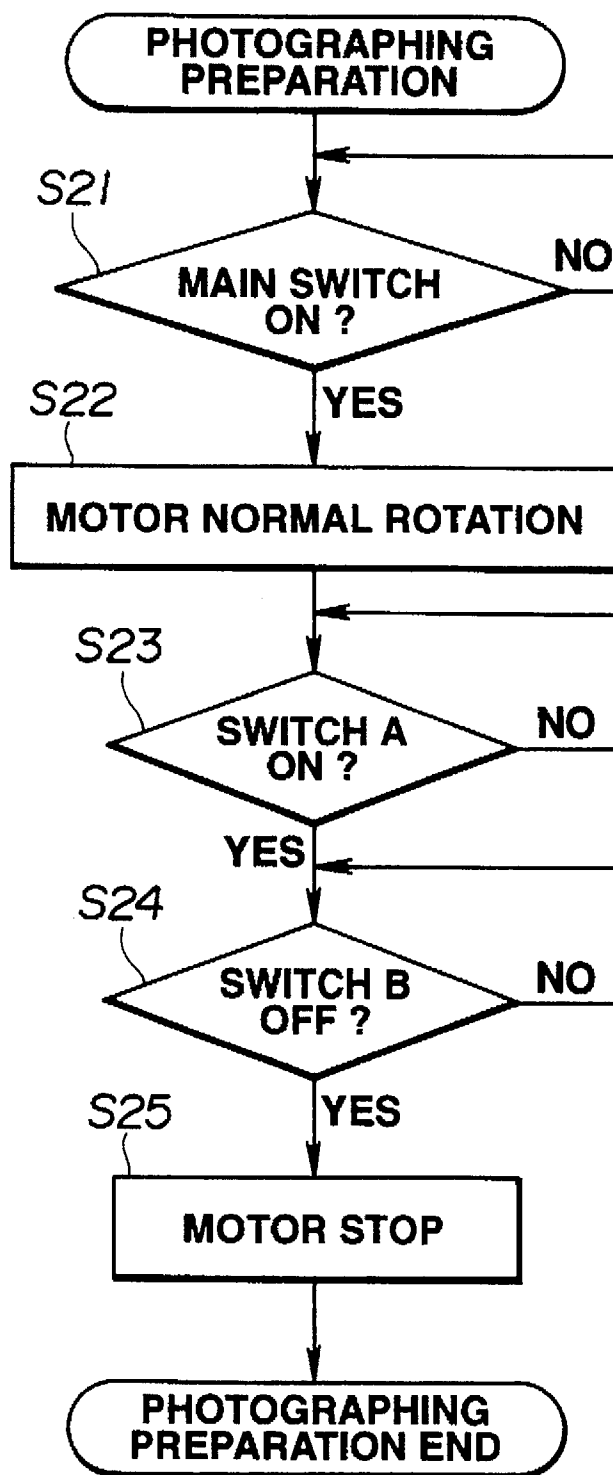 PHOTOGRAPHING
PREPARATION
S21
MAIN SWITCH
ON ?
NO
YES
S22
MOTOR NORMAL ROTATION
S23
SWITCH A
ON ?
NO
YES
S24
SWITCH B
OFF ?
NO
YES
S25
MOTOR STOP
PHOTOGRAPHING
PREPARATION END